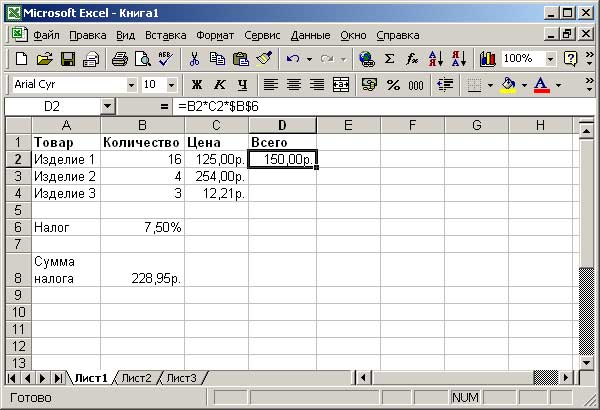 Microsoft Excel - Книга1
Файл Правка Вид Вставка Формат Сервис Данные Окно Справка
ABC Σ А Я Я А 100% ?
Arial Cyr 10 Ж К Ч % 000 А
D2 = =B2*C2*$B$6
A B C D E F G H
1 Товар Количество Цена Всего
2 Изделие 1 16 125,00р. 150,00р.
3 Изделие 2 4 254,00р.
4 Изделие 3 3 12,21р.
5
6 Налог 7,50%
7
Сумма
8 налога 228,95р.
9
10
11
12
13
Лист1 Лист2 Лист3
Готово NUM